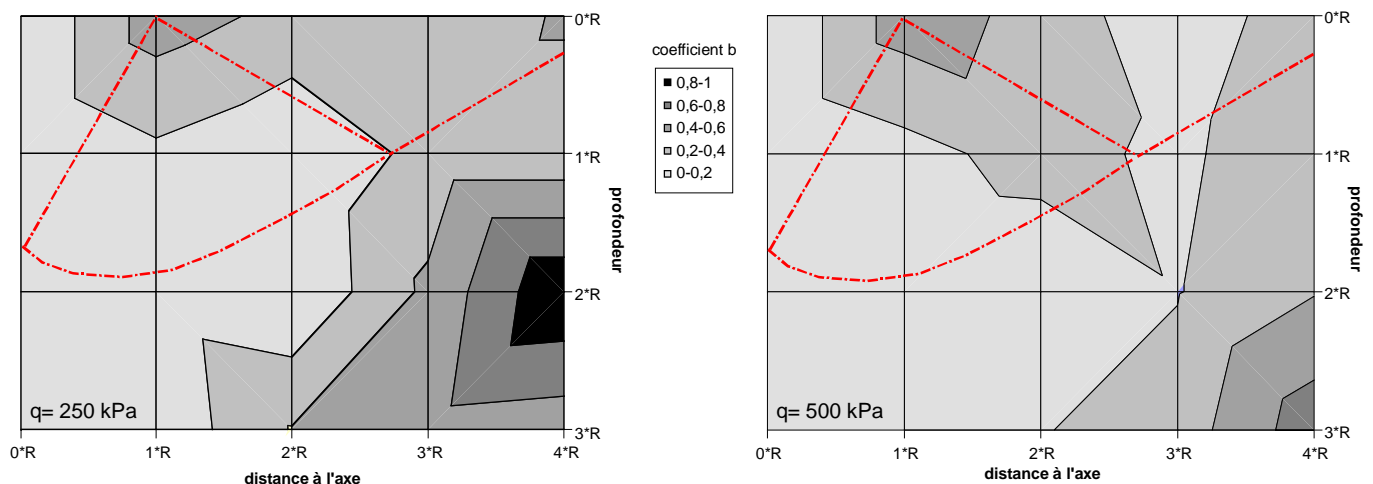 0*R
1*R
2*R
3*R
profondeur
q= 250 kPa
0*R
1*R
2*R
3*R
4*R
distance à l'axe
coefficient b
0,8-1
0,6-0,8
0,4-0,6
0,2-0,4
0-0,2
0*R
1*R
2*R
3*R
profondeur
q= 500 kPa
0*R
1*R
2*R
3*R
4*R
distance à l'axe